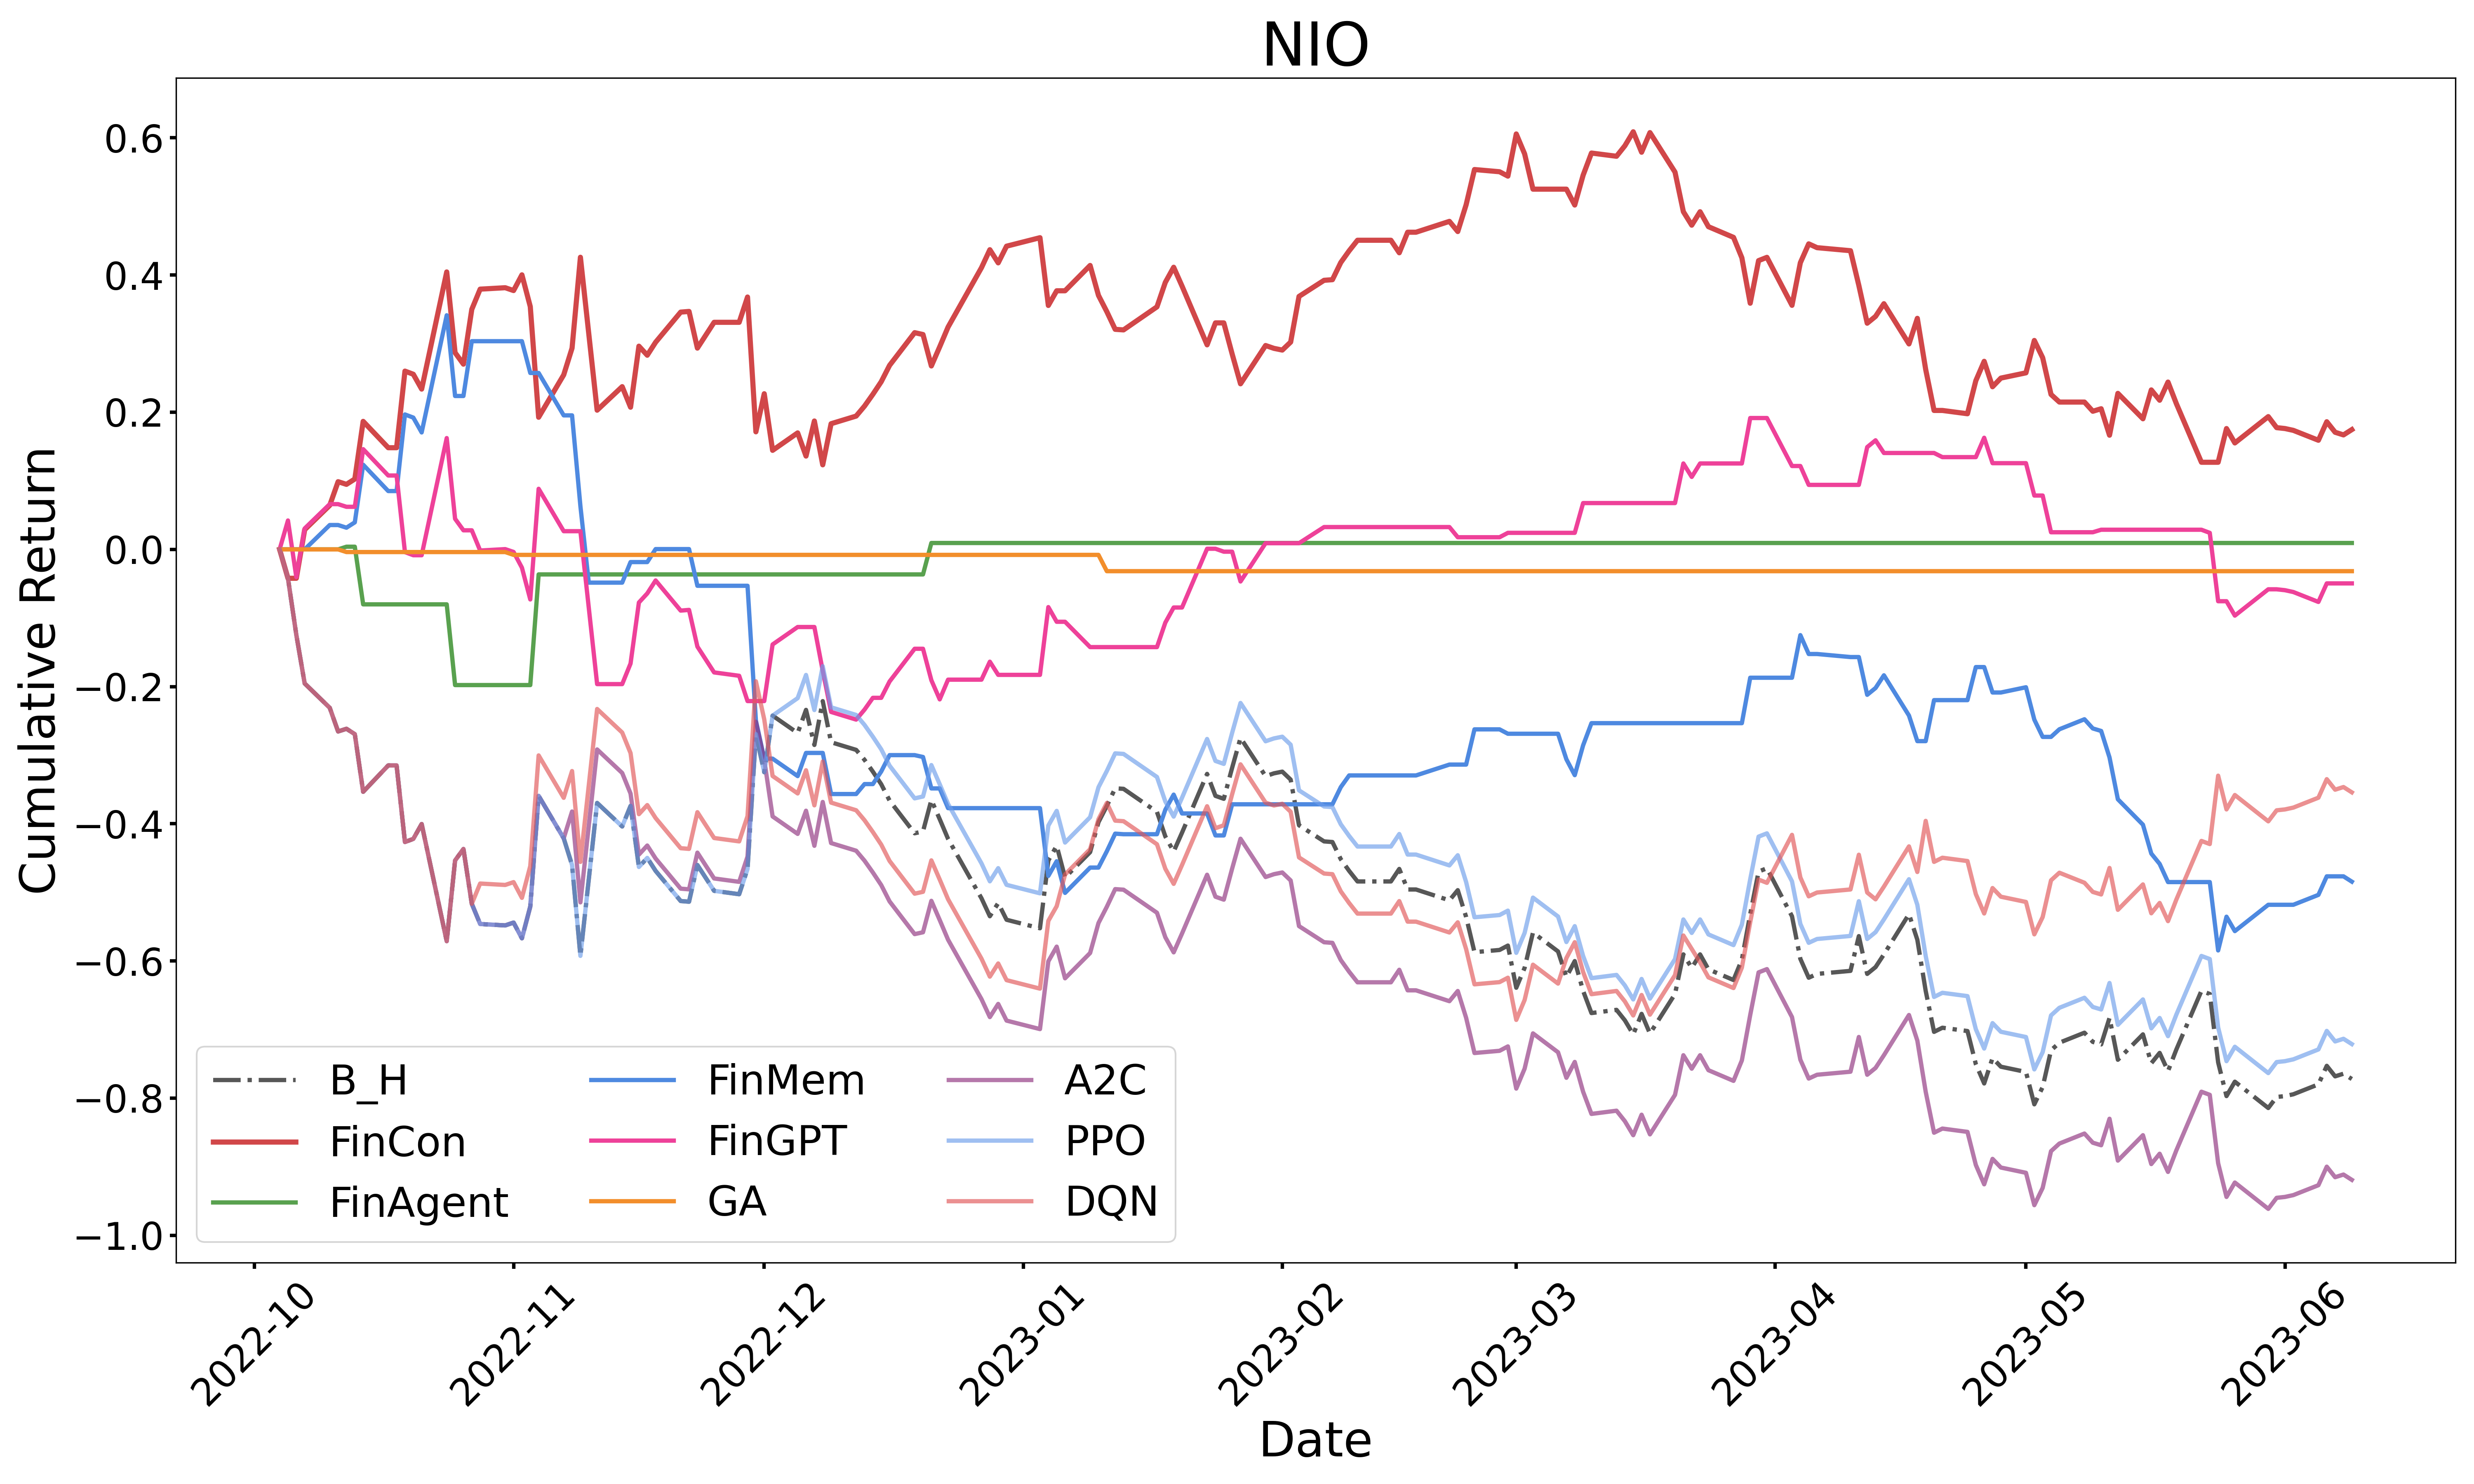 NIO
Cumulative Return
0.6
0.4
0.2
0.0
−0.2
−0.4
−0.6
−0.8
−1.0
B_H
FinCon
FinAgent
FinMem
FinGPT
GA
A2C
PPO
DQN
2022-10
2022-11
2022-12
2023-01
2023-02
2023-03
2023-04
2023-05
2023-06
Date